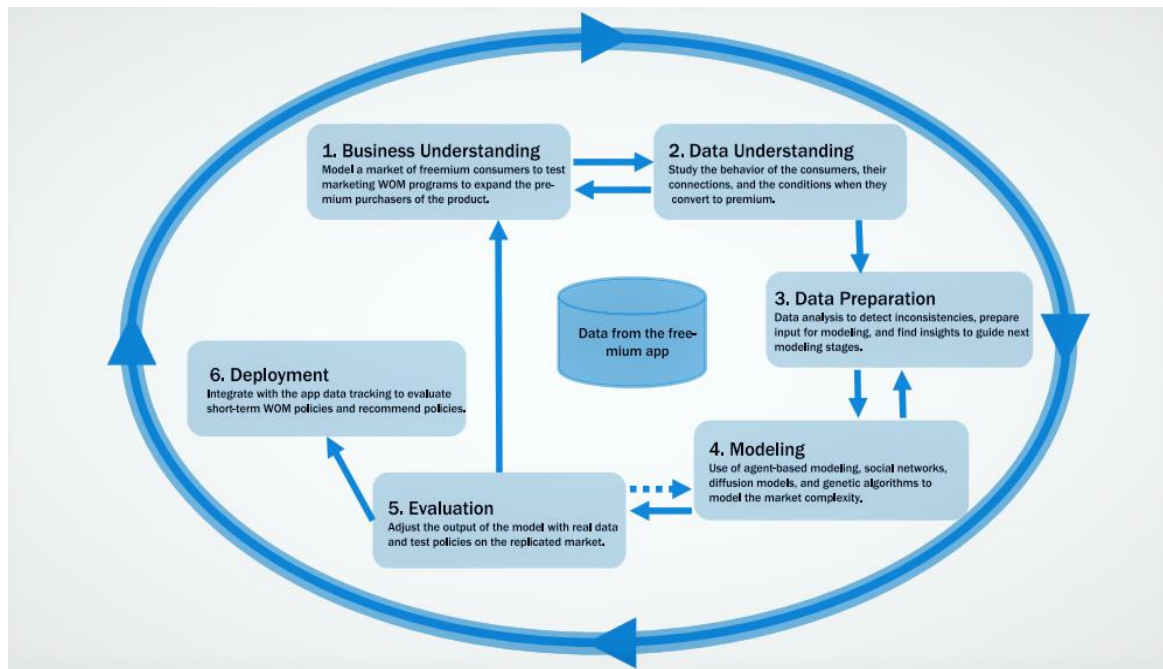 1. Business Understanding
Model a market of freemium consumers to test
marketing WOM programs to expand the pre-
mium purchasers of the product.
2. Data Understanding
Study the behavior of the consumers, their
connections, and the conditions when they
convert to premium.
3. Data Preparation
Data analysis to detect inconsistencies, prepare
input for modeling, and find insights to guide next
modeling stages.
Data from the free-
mium app
6. Deployment
Integrate with the app data tracking to evaluate
short-term WOM policies and recommend policies.
4. Modeling
Use of agent-based modeling, social networks,
diffusion models, and genetic algorithms to
model the market complexity.
5. Evaluation
Adjust the output of the model with real data
and test policies on the replicated market.